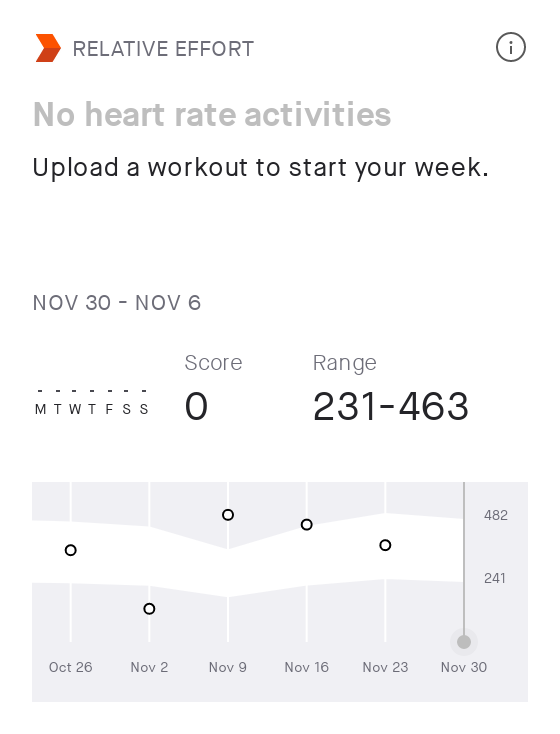 RELATIVE EFFORT
No heart rate activities
Upload a workout to start your week.
NOV 30 - NOV 6
Score
Range
- - - - - - -
M T W T F S S
0
231-463
482
241
Oct 26
Nov 2
Nov 9
Nov 16
Nov 23
Nov 30